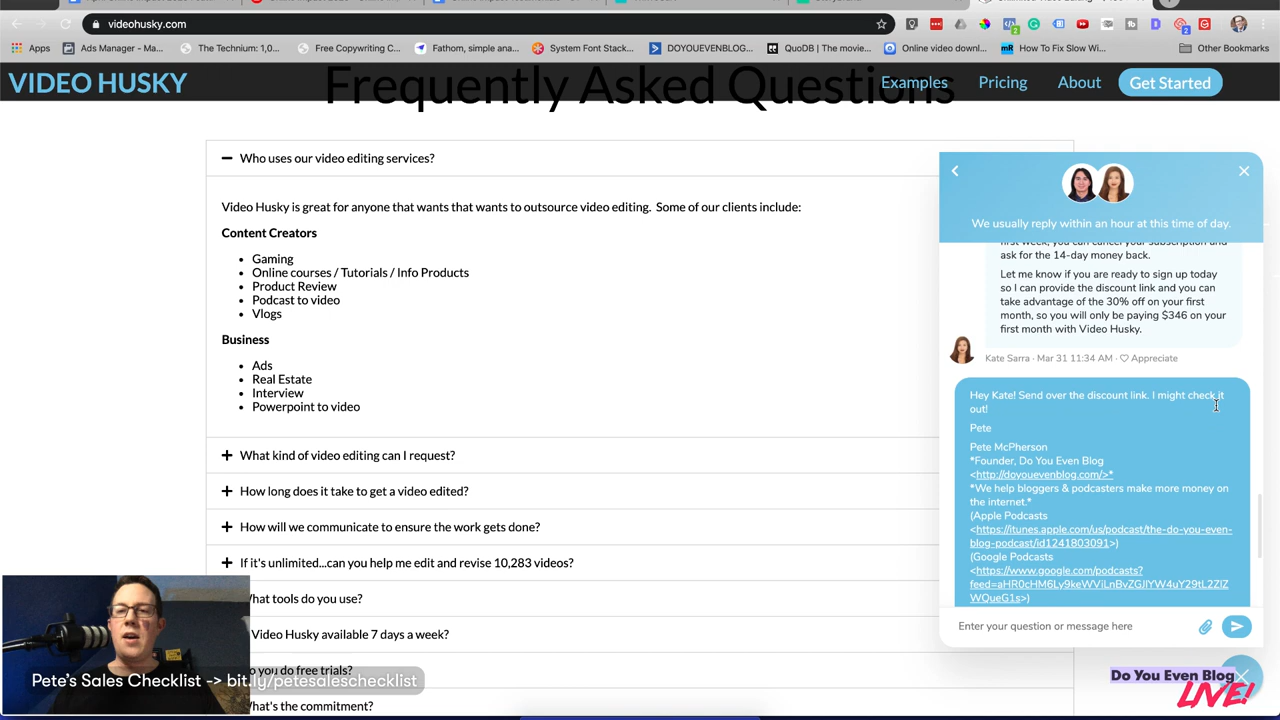 videohusky.com
Apps
Ads Manager - Ma...
The Technium: 1,0...
Free Copywriting C...
Fathom, simple ana...
System Font Stack...
DOYOUEVENBLOG...
QuoDB | The movie...
Online video downl...
How To Fix Slow Wi...
Other Bookmarks
VIDEO HUSKY
Frequently Asked Questions
Examples
Pricing
About
Get Started
Who uses our video editing services?
Video Husky is great for anyone that wants that wants to outsource video editing. Some of our clients include:
Content Creators
Gaming
Online courses / Tutorials / Info Products
Product Review
Podcast to video
Vlogs
Business
Ads
Real Estate
Interview
Powerpoint to video
What kind of video editing can I request?
How long does it take to get a video edited?
How will we communicate to ensure the work gets done?
If it's unlimited...can you help me edit and revise 10,283 videos?
hat tools do you use?
Video Husky available 7 days a week?
o you do free trials?
hat's the commitment?
We usually reply within an hour at this time of day.
first week, you can cancel your subscription and
ask for the 14-day money back.
Let me know if you are ready to sign up today
so I can provide the discount link and you can
take advantage of the 30% off on your first
month, so you will only be paying $346 on your
first month with Video Husky.
Kate Sarra · Mar 31 11:34 AM · Appreciate
Hey Kate! Send over the discount link. I might check it
out!
Pete
Pete McPherson
*Founder, Do You Even Blog
<http://doyouevenblog.com/>*
*We help bloggers & podcasters make more money on
the internet.*
(Apple Podcasts
<https://itunes.apple.com/us/podcast/the-do-you-even-
blog-podcast/id1241803091>)
(Google Podcasts
<https://www.google.com/podcasts?
Enter your question or message here
Pete's Sales Checklist -> bit.ly/petesaleschecklist
Do You Even Blog
LIVE!